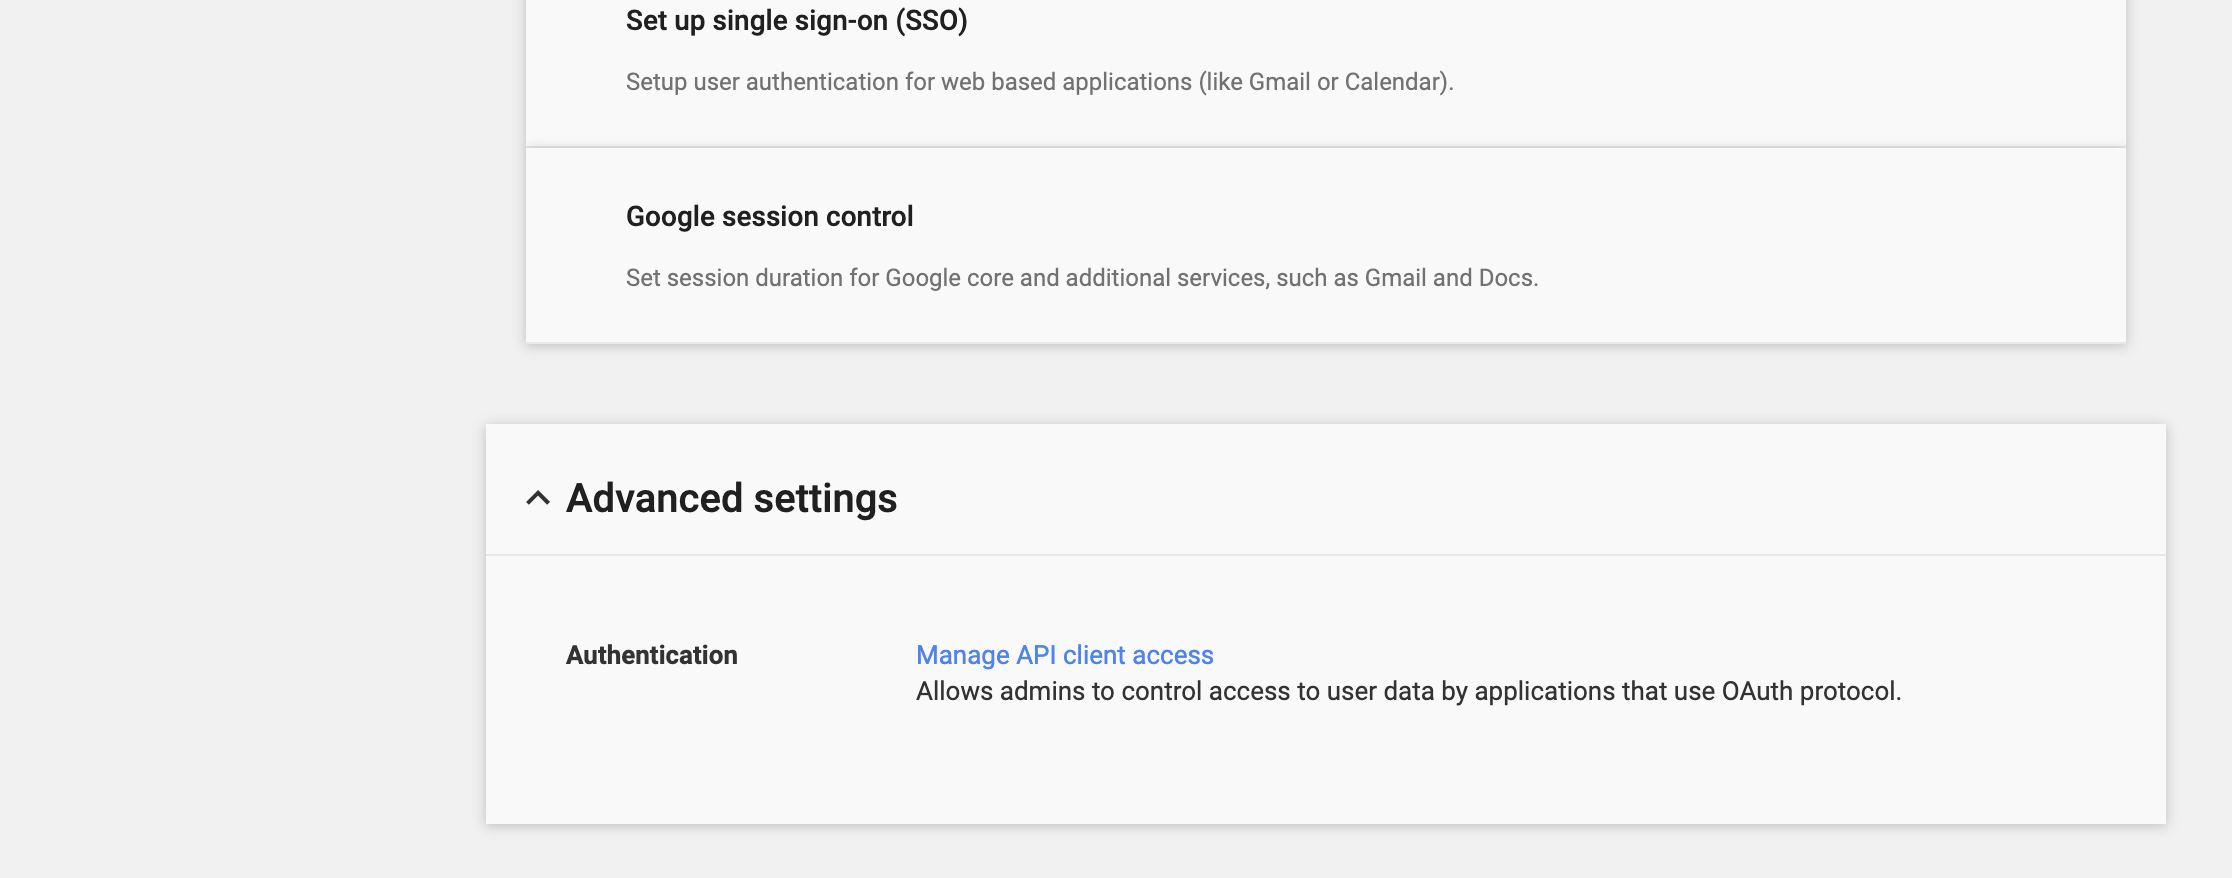 Set up single sign-on (SSO)
Setup user authentication for web based applications (like Gmail or Calendar).
Google session control
Set session duration for Google core and additional services, such as Gmail and Docs.
Advanced settings
Authentication
Manage API client access
Allows admins to control access to user data by applications that use OAuth protocol.